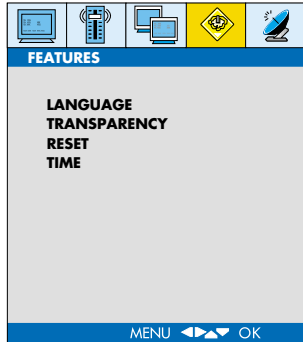 FEATURES
LANGUAGE
TRANSPARENCY
RESET
TIME
MENU ◀▶▲▼ OK